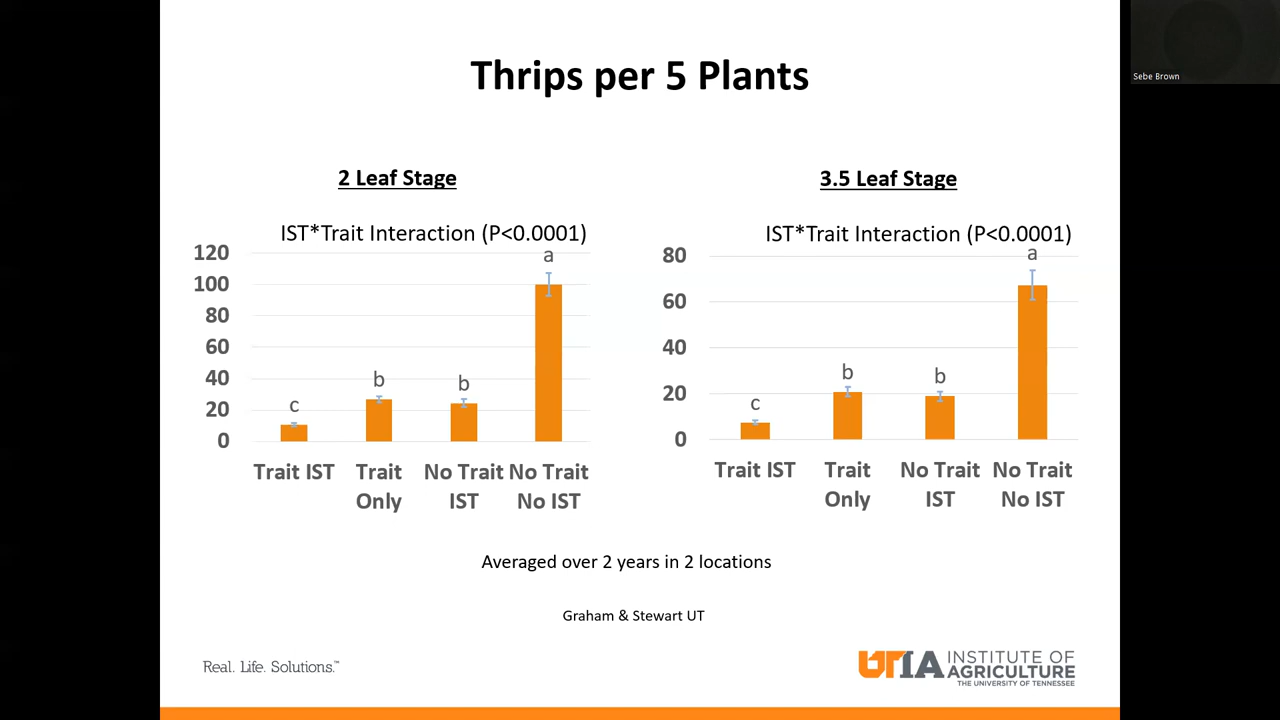 Sebe Brown
Thrips per 5 Plants
2 Leaf Stage
IST*Trait Interaction (P<0.0001)
120
100
80
60
40
20
0
c
b
b
a
Trait IST
Trait
Only
No Trait
IST
No Trait
No IST
3.5 Leaf Stage
IST*Trait Interaction (P<0.0001)
80
60
40
20
0
c
b
b
a
Trait IST
Trait
Only
No Trait
IST
No Trait
No IST
Averaged over 2 years in 2 locations
Graham & Stewart UT
Real. Life. Solutions.™
UTIA INSTITUTE OF
AGRICULTURE
THE UNIVERSITY OF TENNESSEE